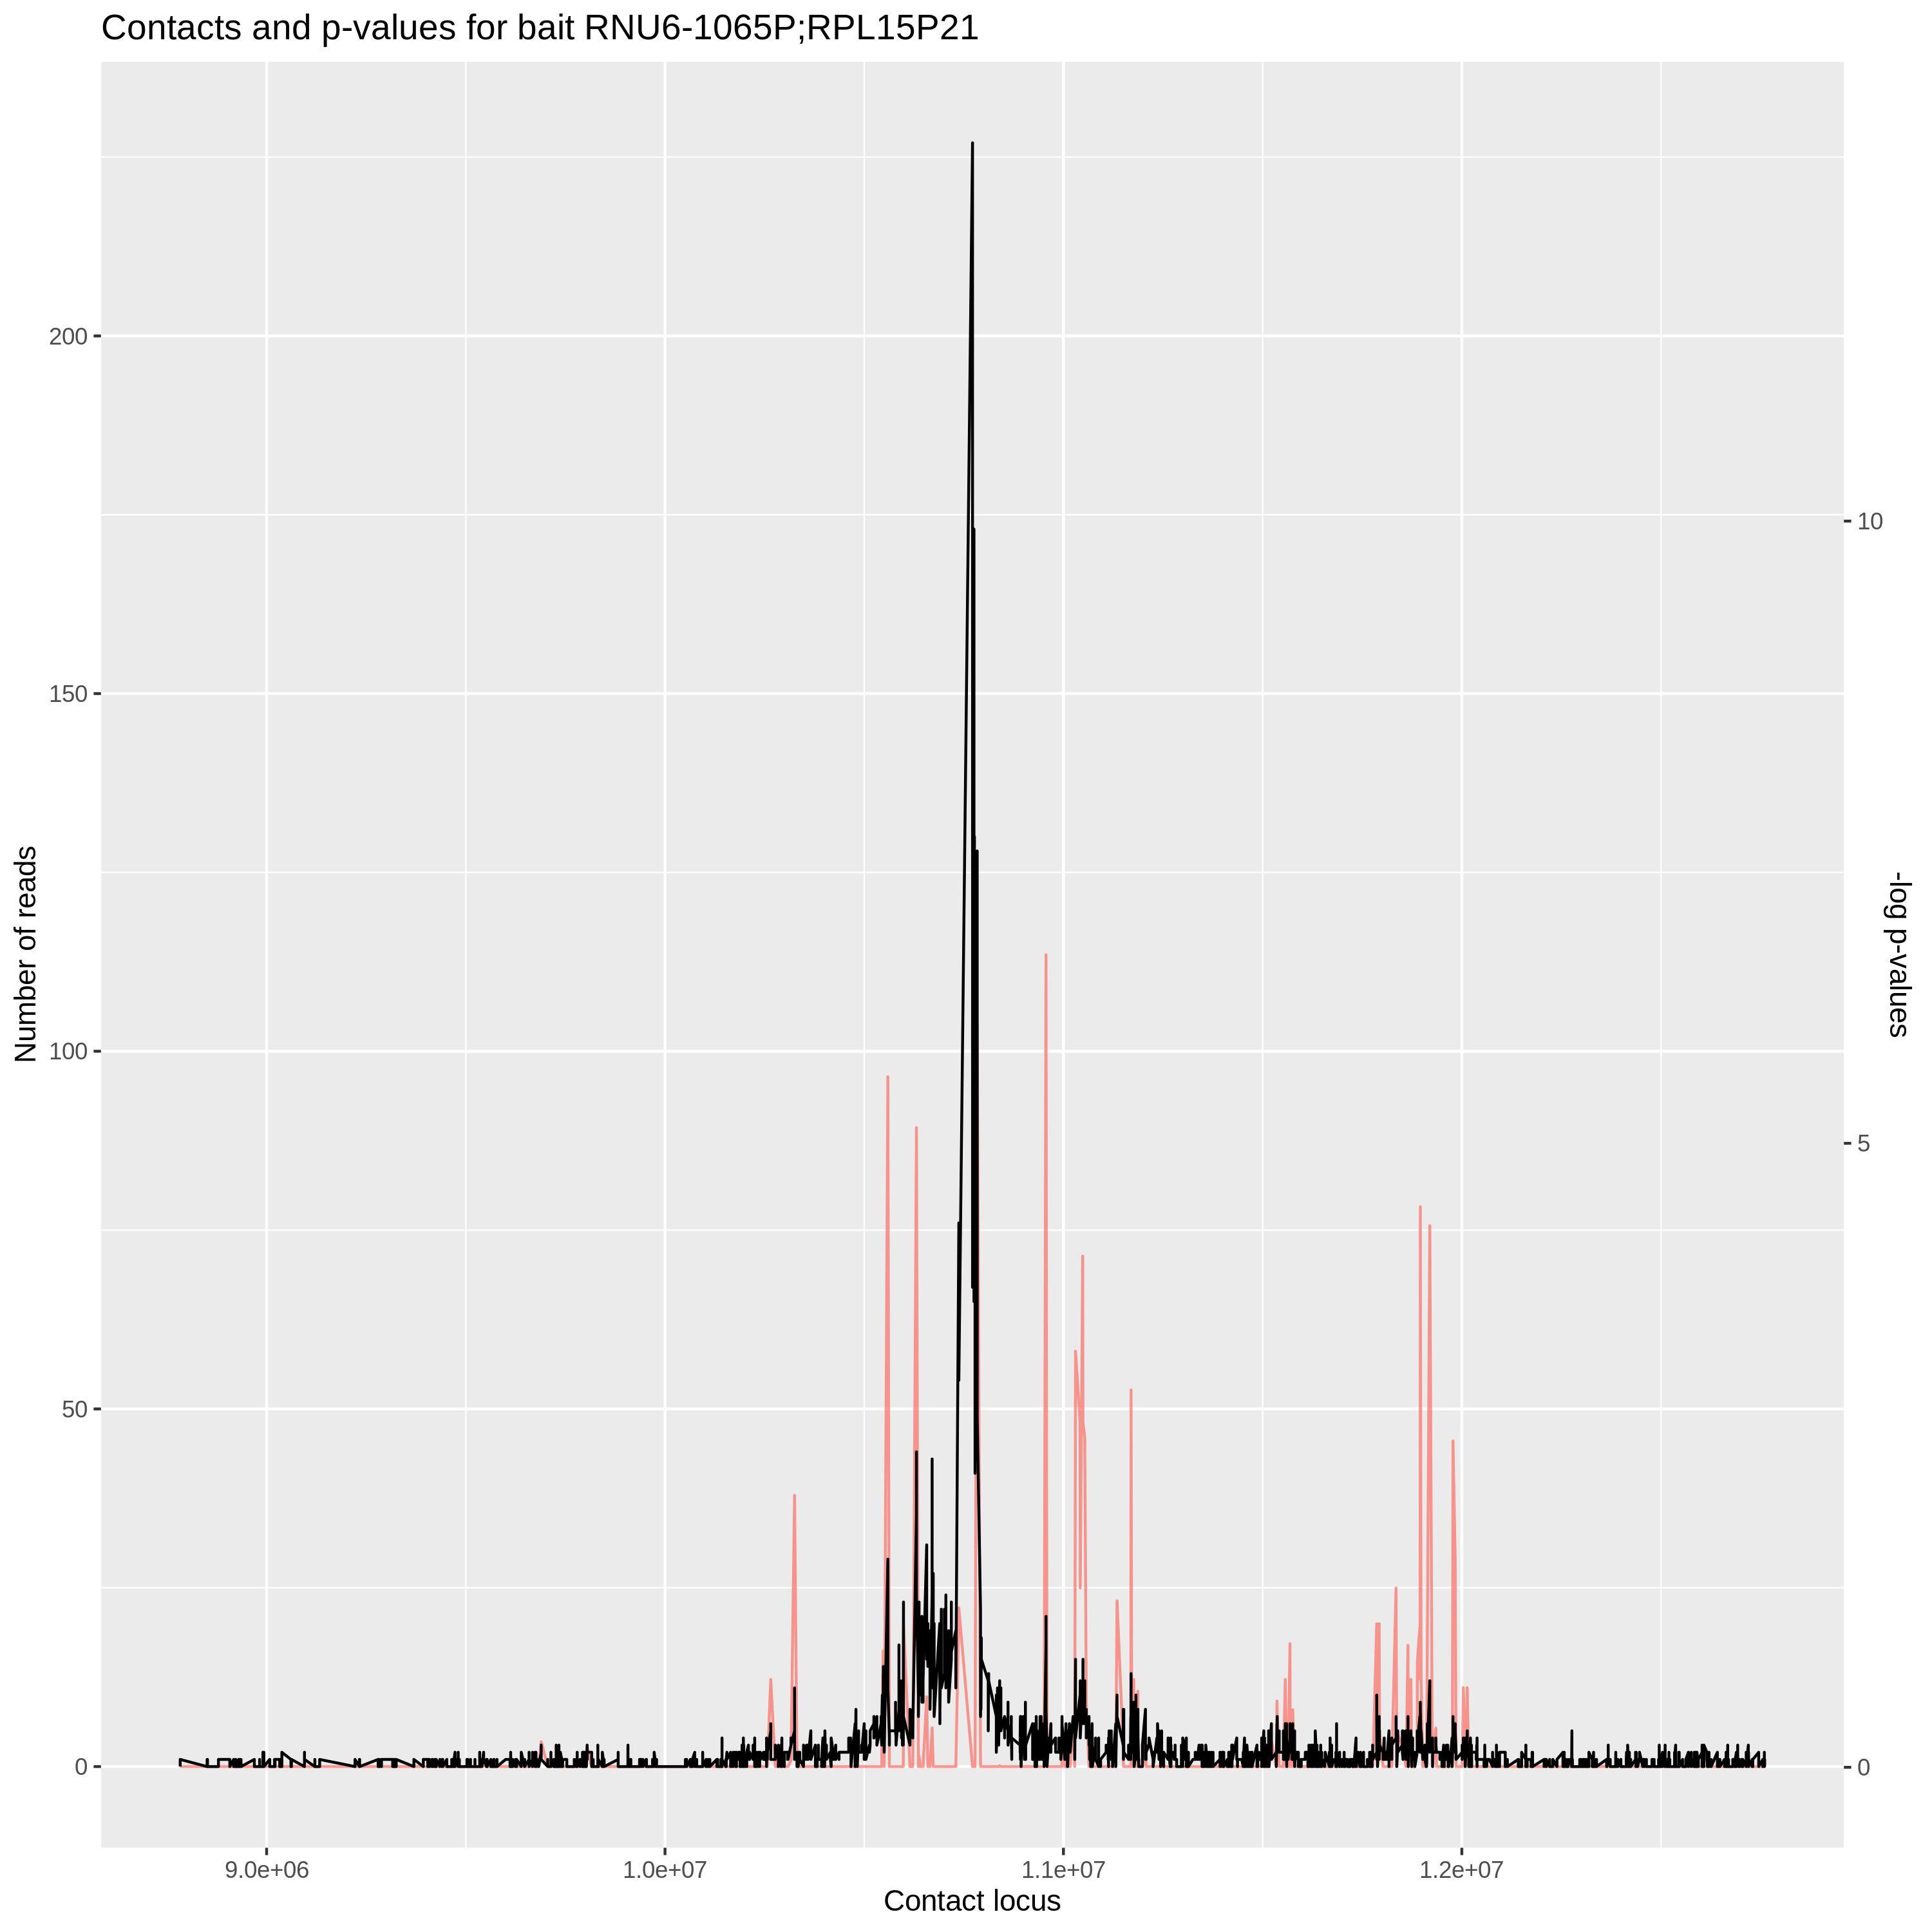 Contacts and p-values for bait RNU6-1065P;RPL15P21
Number of reads
200
150
100
50
0
10
5
0
-log p-values
9.0e+06
1.0e+07
1.1e+07
1.2e+07
Contact locus